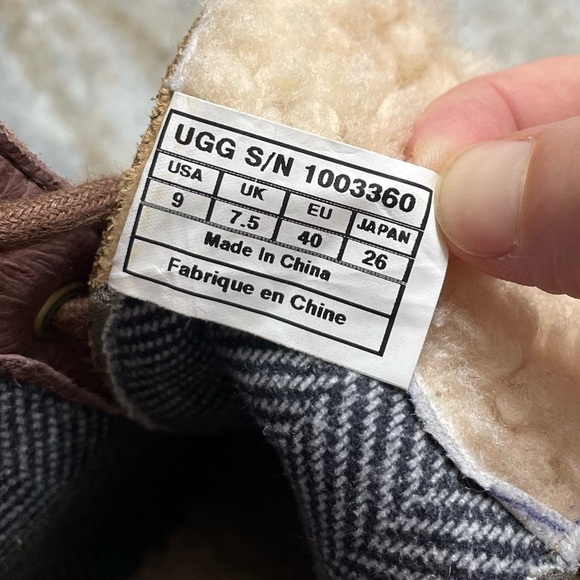 UGG S/N 1003360
USA UK EU JAPAN
9 7.5 40 26
Made In China
Fabrique en Chine